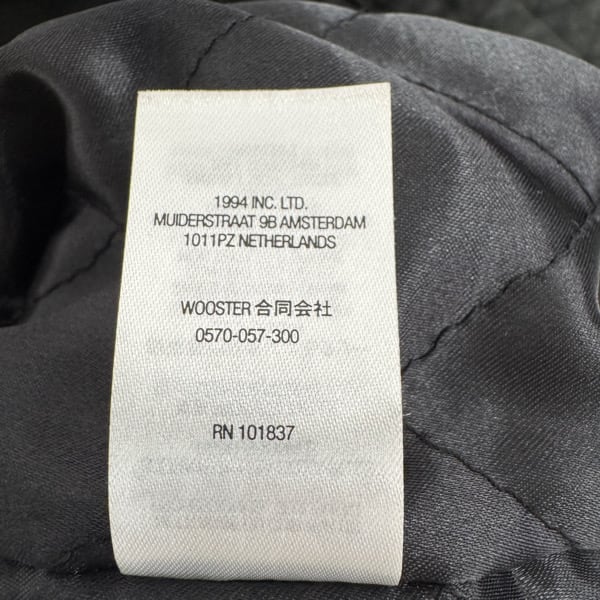 1994 INC. LTD.
MUIDERSTRAAT 9B AMSTERDAM
1011PZ NETHERLANDS
WOOSTER 合同会社
0570-057-300
RN 101837